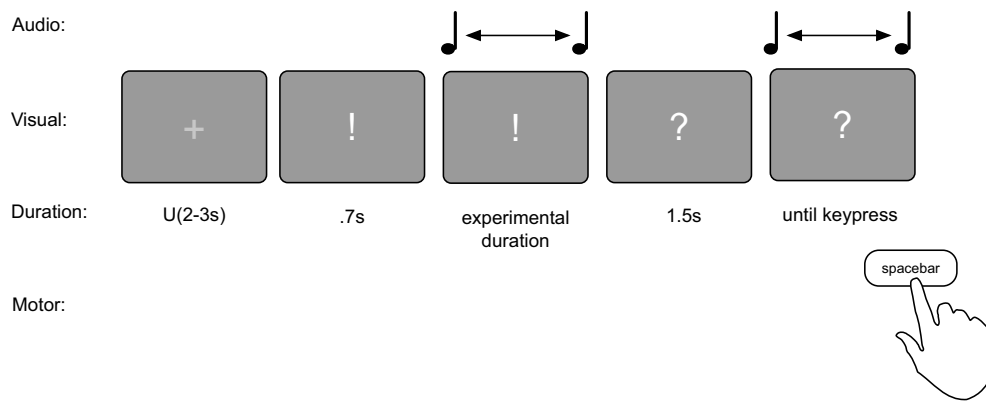 Audio:
Visual:
+
!
!
?
?
Duration:
U(2-3s)
.7s
experimental
duration
1.5s
until keypress
spacebar
Motor: